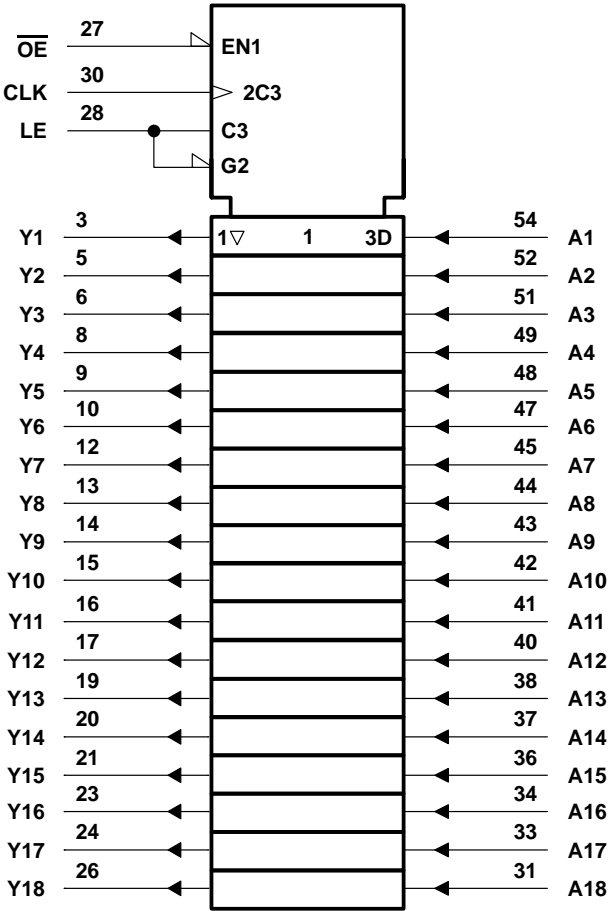 OE 27 EN1
CLK 30 2C3
LE 28 C3
G2
Y1 3 1▽ 1 3D 54 A1
Y2 5 52 A2
Y3 6 51 A3
Y4 8 49 A4
Y5 9 48 A5
Y6 10 47 A6
Y7 12 45 A7
Y8 13 44 A8
Y9 14 43 A9
Y10 15 42 A10
Y11 16 41 A11
Y12 17 40 A12
Y13 19 38 A13
Y14 20 37 A14
Y15 21 36 A15
Y16 23 34 A16
Y17 24 33 A17
Y18 26 31 A18